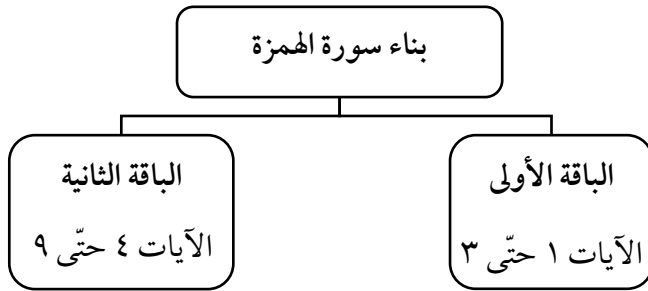 بناء سورة الهمزة
الباقة الأولى
الآيات ١ حتّى ٣
الباقة الثانية
الآيات ٤ حتّى ٩